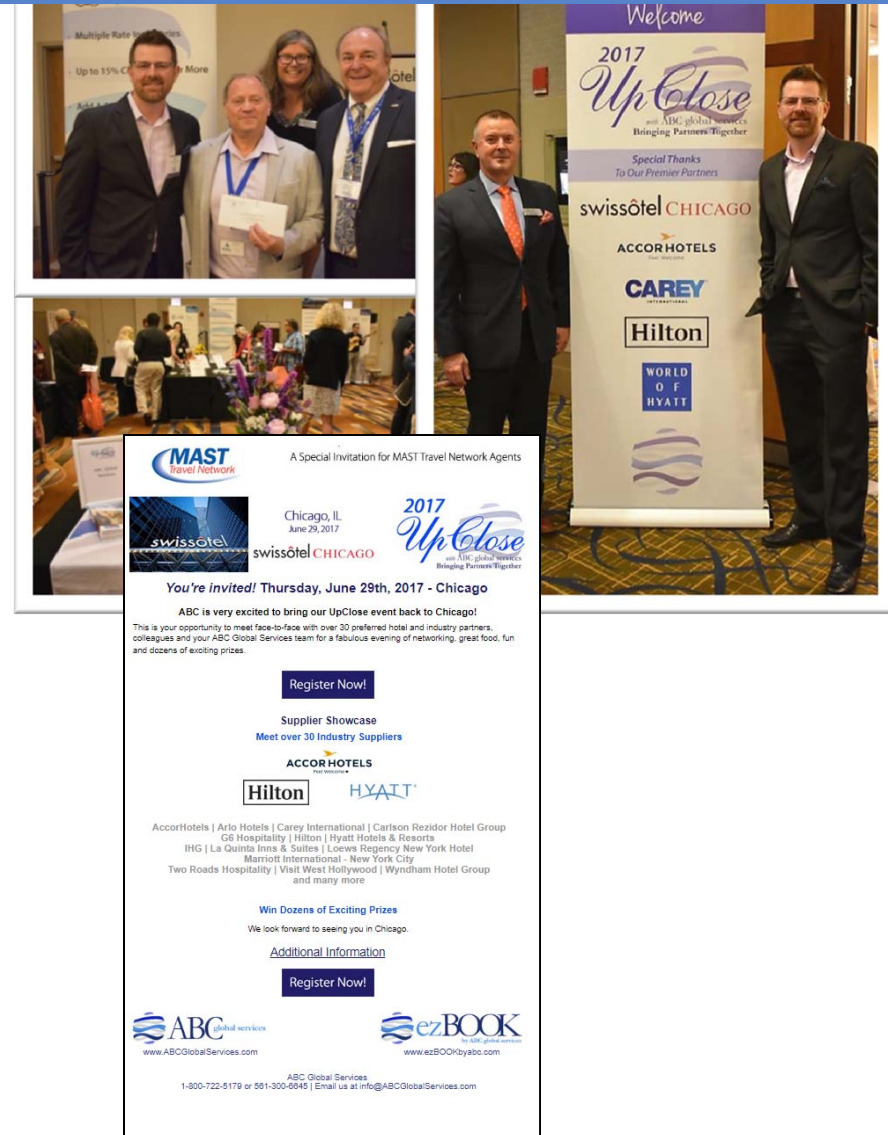 Multiple Rate
Up to 15% C
r More
ôtel
Welcome
2017
UpClose
with ABC global services
Bringing Partners Together
Special Thanks
To Our Premier Partners
swissôtel CHICAGO
ACCORHOTELS
Feel Welcome
CAREY
INTERNATIONAL
Hilton
WORLD
OF
HYATT
MAST
Travel Network
A Special Invitation for MAST Travel Network Agents
swissôtel
Chicago, IL
June 29, 2017
swissôtel CHICAGO
2017
UpClose
with ABC global services
Bringing Partners Together
You're invited! Thursday, June 29th, 2017 - Chicago
ABC is very excited to bring our UpClose event back to Chicago!
This is your opportunity to meet face-to-face with over 30 preferred hotel and industry partners,
colleagues and your ABC Global Services team for a fabulous evening of networking, great food, fun
and dozens of exciting prizes.
Register Now!
Supplier Showcase
Meet over 30 Industry Suppliers
ACCORHOTELS
Feel Welcome
Hilton
HYATT
AccorHotels | Arlo Hotels | Carey International | Carlson Rezidor Hotel Group
G6 Hospitality | Hilton | Hyatt Hotels & Resorts
IHG | La Quinta Inns & Suites | Loews Regency New York Hotel
Marriott International - New York City
Two Roads Hospitality | Visit West Hollywood | Wyndham Hotel Group
and many more
Win Dozens of Exciting Prizes
We look forward to seeing you in Chicago.
Additional Information
Register Now!
ABC global services
www.ABCGlobalServices.com
ezBOOK
by ABC global services
www.ezBOOKbyabc.com
ABC Global Services
1-800-722-5179 or 561-300-6645 | Email us at info@ABCGlobalServices.com